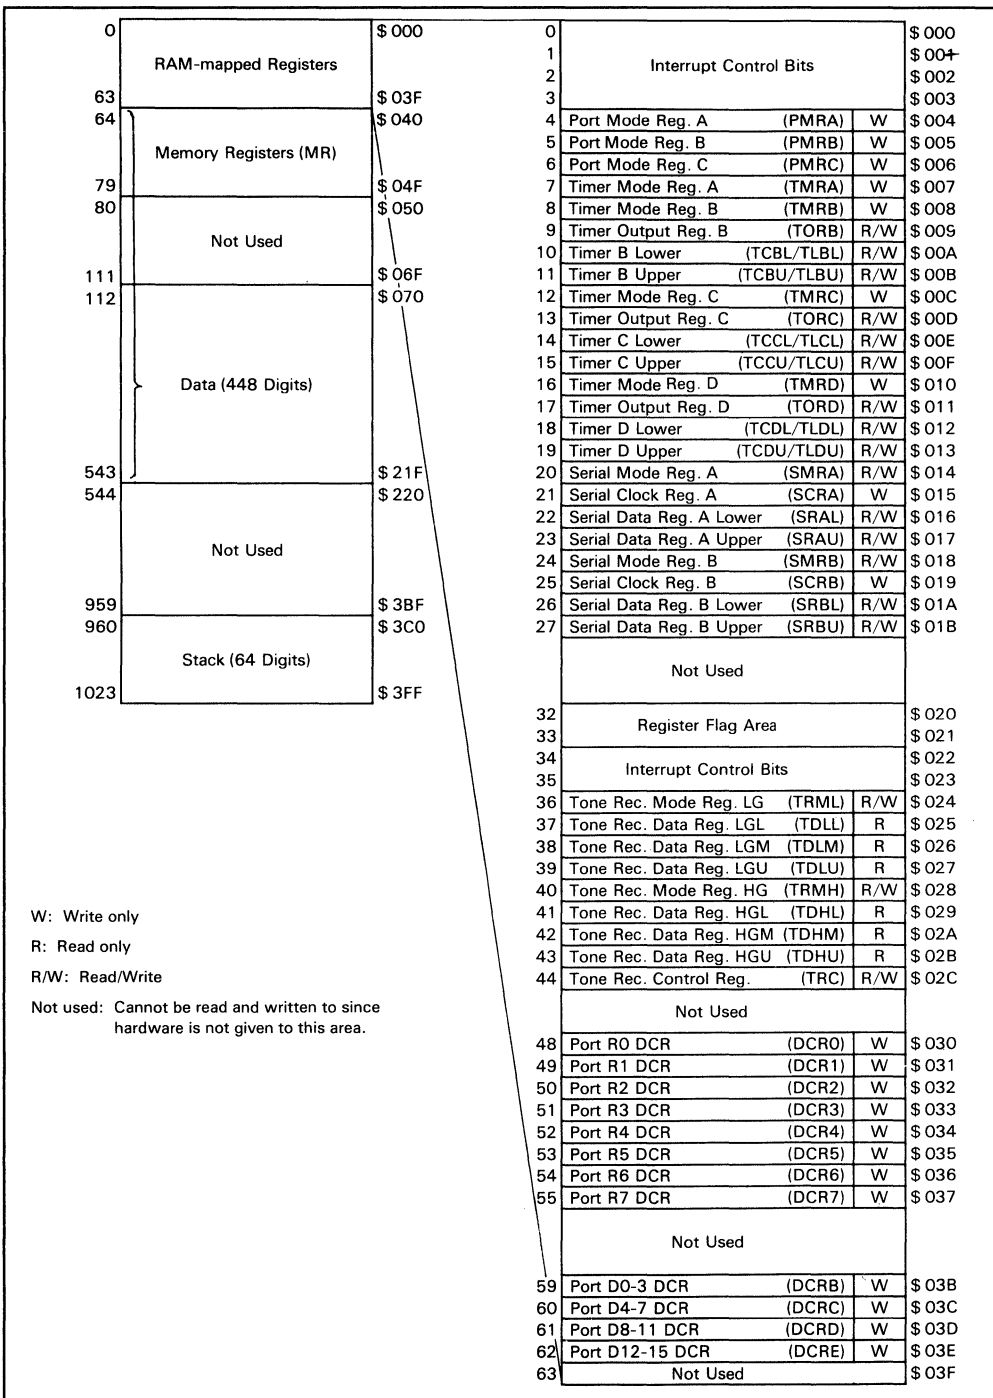 0 $000
RAM-mapped Registers
63 $03F
64 $040
Memory Registers (MR)
79 $04F
80 $050
Not Used
111 $06F
112 $070
Data (448 Digits)
543 $21F
544 $220
Not Used
959 $3BF
960 $3C0
Stack (64 Digits)
1023 $3FF
W: Write only
R: Read only
R/W: Read/Write
Not used: Cannot be read and written to since
hardware is not given to this area.
0 $000
1 $001
Interrupt Control Bits
2 $002
3 $003
4 Port Mode Reg. A (PMRA) W $004
5 Port Mode Reg. B (PMRB) W $005
6 Port Mode Reg. C (PMRC) W $006
7 Timer Mode Reg. A (TMRA) W $007
8 Timer Mode Reg. B (TMRB) W $008
9 Timer Output Reg. B (TORB) R/W $009
10 Timer B Lower (TCBL/TLBL) R/W $00A
11 Timer B Upper (TCBU/TLBU) R/W $00B
12 Timer Mode Reg. C (TMRC) W $00C
13 Timer Output Reg. C (TORC) R/W $00D
14 Timer C Lower (TCCL/TLCL) R/W $00E
15 Timer C Upper (TCCU/TLCU) R/W $00F
16 Timer Mode Reg. D (TMRD) W $010
17 Timer Output Reg. D (TORD) R/W $011
18 Timer D Lower (TCDL/TLDL) R/W $012
19 Timer D Upper (TCDU/TLDU) R/W $013
20 Serial Mode Reg. A (SMRA) R/W $014
21 Serial Clock Reg. A (SCRA) W $015
22 Serial Data Reg. A Lower (SRAL) R/W $016
23 Serial Data Reg. A Upper (SRAU) R/W $017
24 Serial Mode Reg. B (SMRB) R/W $018
25 Serial Clock Reg. B (SCRB) W $019
26 Serial Data Reg. B Lower (SRBL) R/W $01A
27 Serial Data Reg. B Upper (SRBU) R/W $01B
Not Used
32 $020
Register Flag Area
33 $021
34 $022
Interrupt Control Bits
35 $023
36 Tone Rec. Mode Reg. LG (TRML) R/W $024
37 Tone Rec. Data Reg. LGL (TDLL) R $025
38 Tone Rec. Data Reg. LGM (TDLM) R $026
39 Tone Rec. Data Reg. LGU (TDLU) R $027
40 Tone Rec. Mode Reg. HG (TRMH) R/W $028
41 Tone Rec. Data Reg. HGL (TDHL) R $029
42 Tone Rec. Data Reg. HGM (TDHM) R $02A
43 Tone Rec. Data Reg. HGU (TDHU) R $02B
44 Tone Rec. Control Reg. (TRC) R/W $02C
Not Used
48 Port R0 DCR (DCR0) W $030
49 Port R1 DCR (DCR1) W $031
50 Port R2 DCR (DCR2) W $032
51 Port R3 DCR (DCR3) W $033
52 Port R4 DCR (DCR4) W $034
53 Port R5 DCR (DCR5) W $035
54 Port R6 DCR (DCR6) W $036
55 Port R7 DCR (DCR7) W $037
Not Used
59 Port D0-3 DCR (DCRB) W $03B
60 Port D4-7 DCR (DCRC) W $03C
61 Port D8-11 DCR (DCRD) W $03D
62 Port D12-15 DCR (DCRE) W $03E
63 Not Used $03F